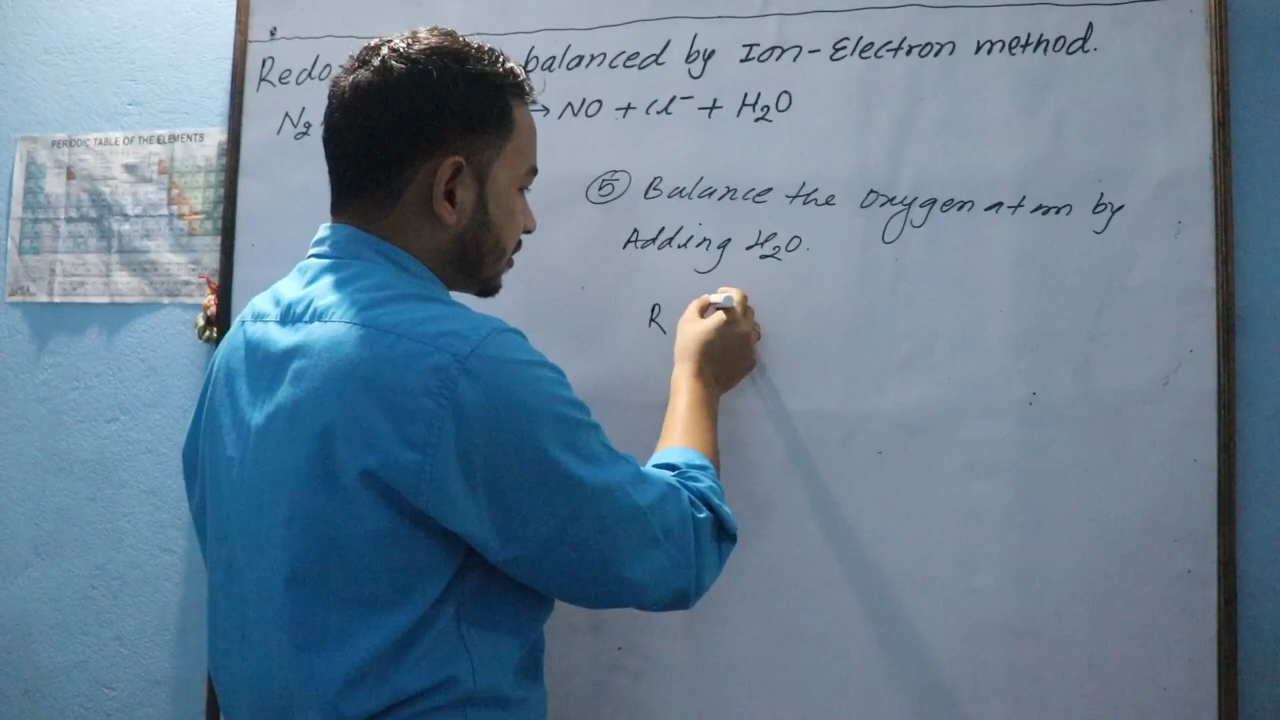 PERIODIC TABLE OF THE ELEMENTS
Redo balanced by Ion-Electron method.
N₂ → NO + Cl⁻ + H₂O
⑤ Balance the Oxygen atom by
Adding H₂O.
R